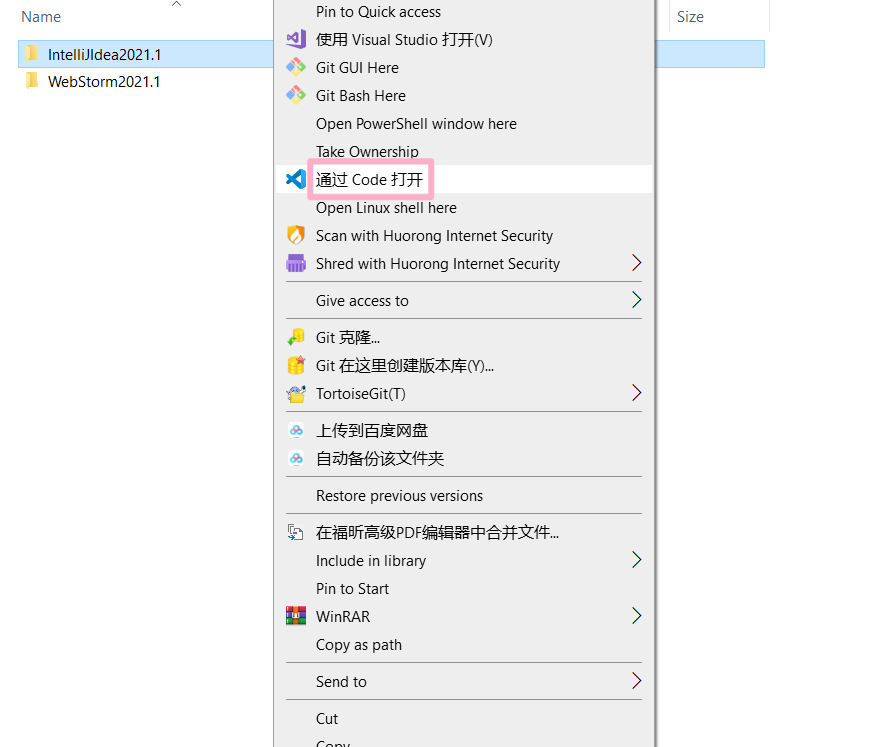 Name
Size
IntelliJIdea2021.1
WebStorm2021.1
Pin to Quick access
使用 Visual Studio 打开(V)
Git GUI Here
Git Bash Here
Open PowerShell window here
Take Ownership
通过 Code 打开
Open Linux shell here
Scan with Huorong Internet Security
Shred with Huorong Internet Security
Give access to
Git 克隆...
Git 在这里创建版本库(Y)...
TortoiseGit(T)
上传到百度网盘
自动备份该文件夹
Restore previous versions
在福昕高级PDF编辑器中合并文件...
Include in library
Pin to Start
WinRAR
Copy as path
Send to
Cut
Copy